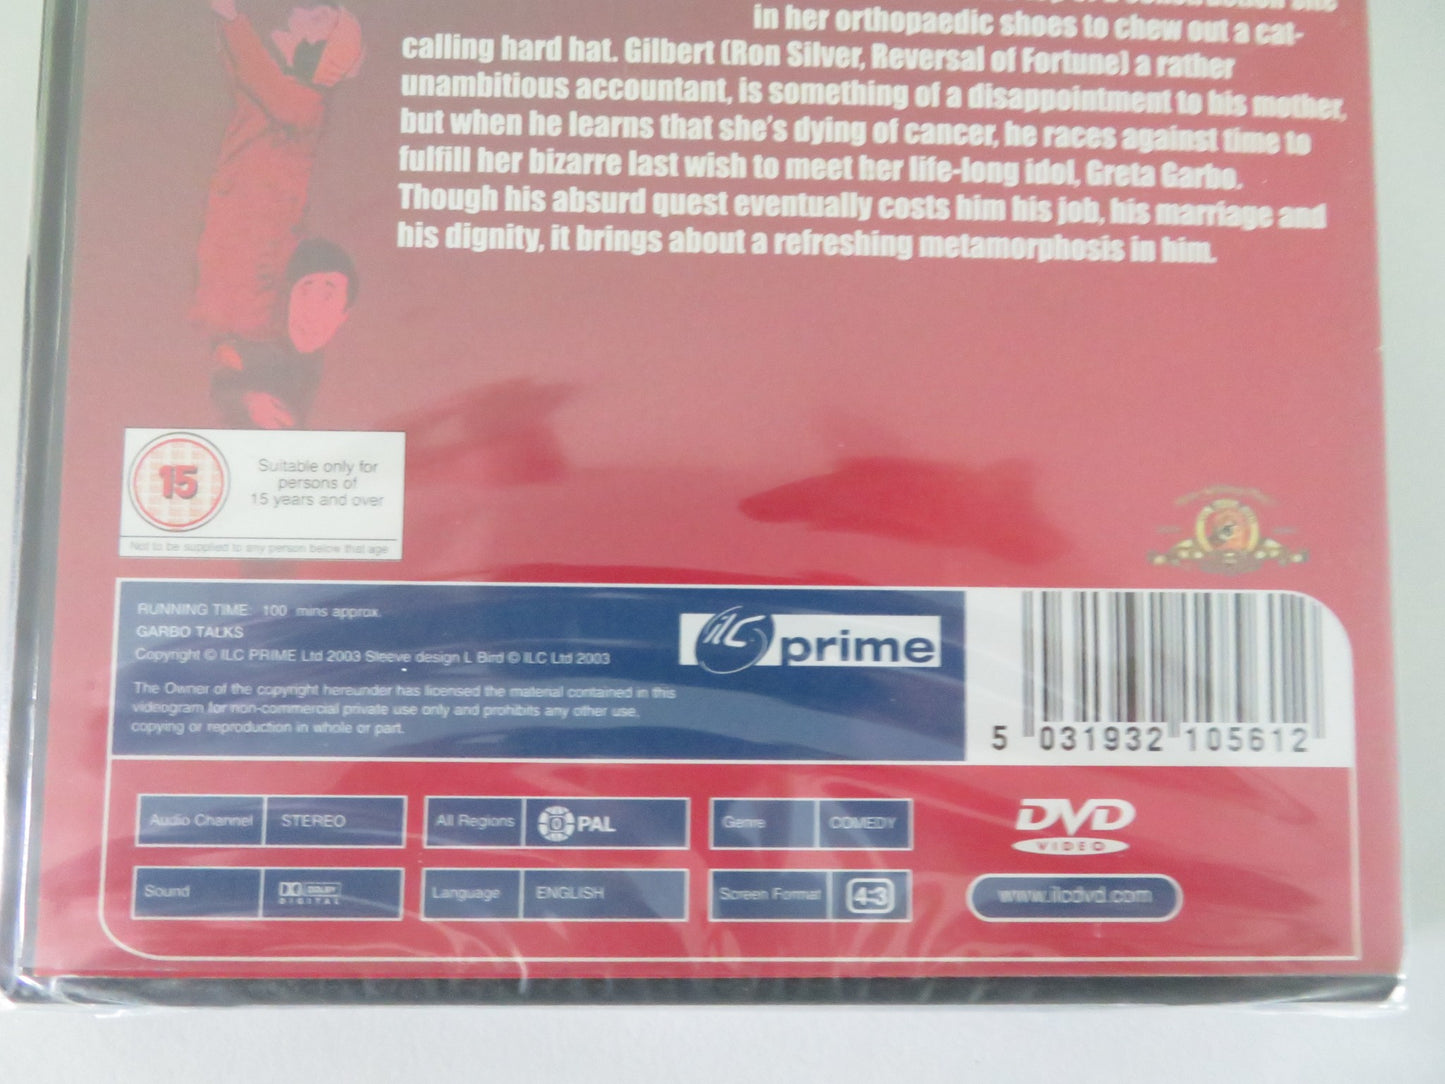 construction site
in her orthopaedic shoes to chew out a cat-
calling hard hat. Gilbert (Ron Silver, Reversal of Fortune) a rather
unambitious accountant, is something of a disappointment to his mother,
but when he learns that she's dying of cancer, he races against time to
fulfill her bizarre last wish to meet her life-long idol, Greta Garbo.
Though his absurd quest eventually costs him his job, his marriage and
his dignity, it brings about a refreshing metamorphosis in him.
15
Suitable only for
persons of
15 years and over
Not to be supplied to any person below that age
RUNNING TIME: 100 mins approx.
GARBO TALKS
Copyright © ILC PRIME Ltd 2003 Sleeve design L Bird © ILC Ltd 2003
The Owner of the copyright hereunder has licensed the material contained in this
videogram for non-commercial private use only and prohibits any other use,
copying or reproduction in whole or part.
ilc prime
5 031932 105612
Audio Channel STEREO
All Regions 0 PAL
Genre COMEDY
DVD
VIDEO
Sound DOLBY
DIGITAL
Language ENGLISH
Screen Format 4-3
www.ilcdvd.com